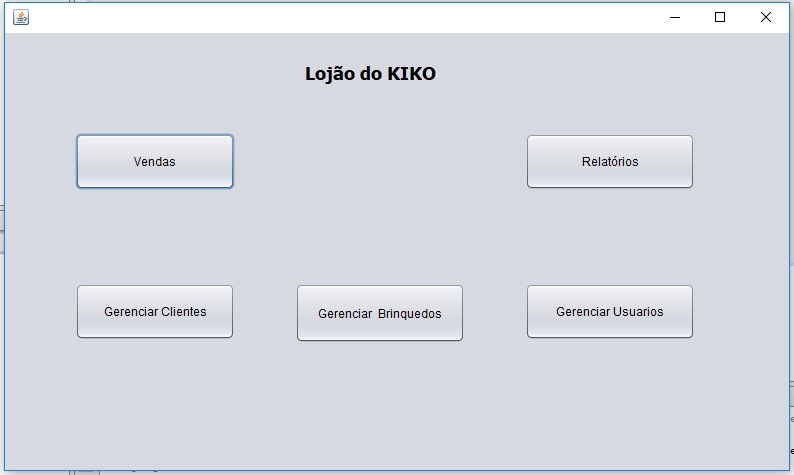 Lojão do KIKO
Vendas
Relatórios
Gerenciar Clientes
Gerenciar  Brinquedos
Gerenciar Usuarios